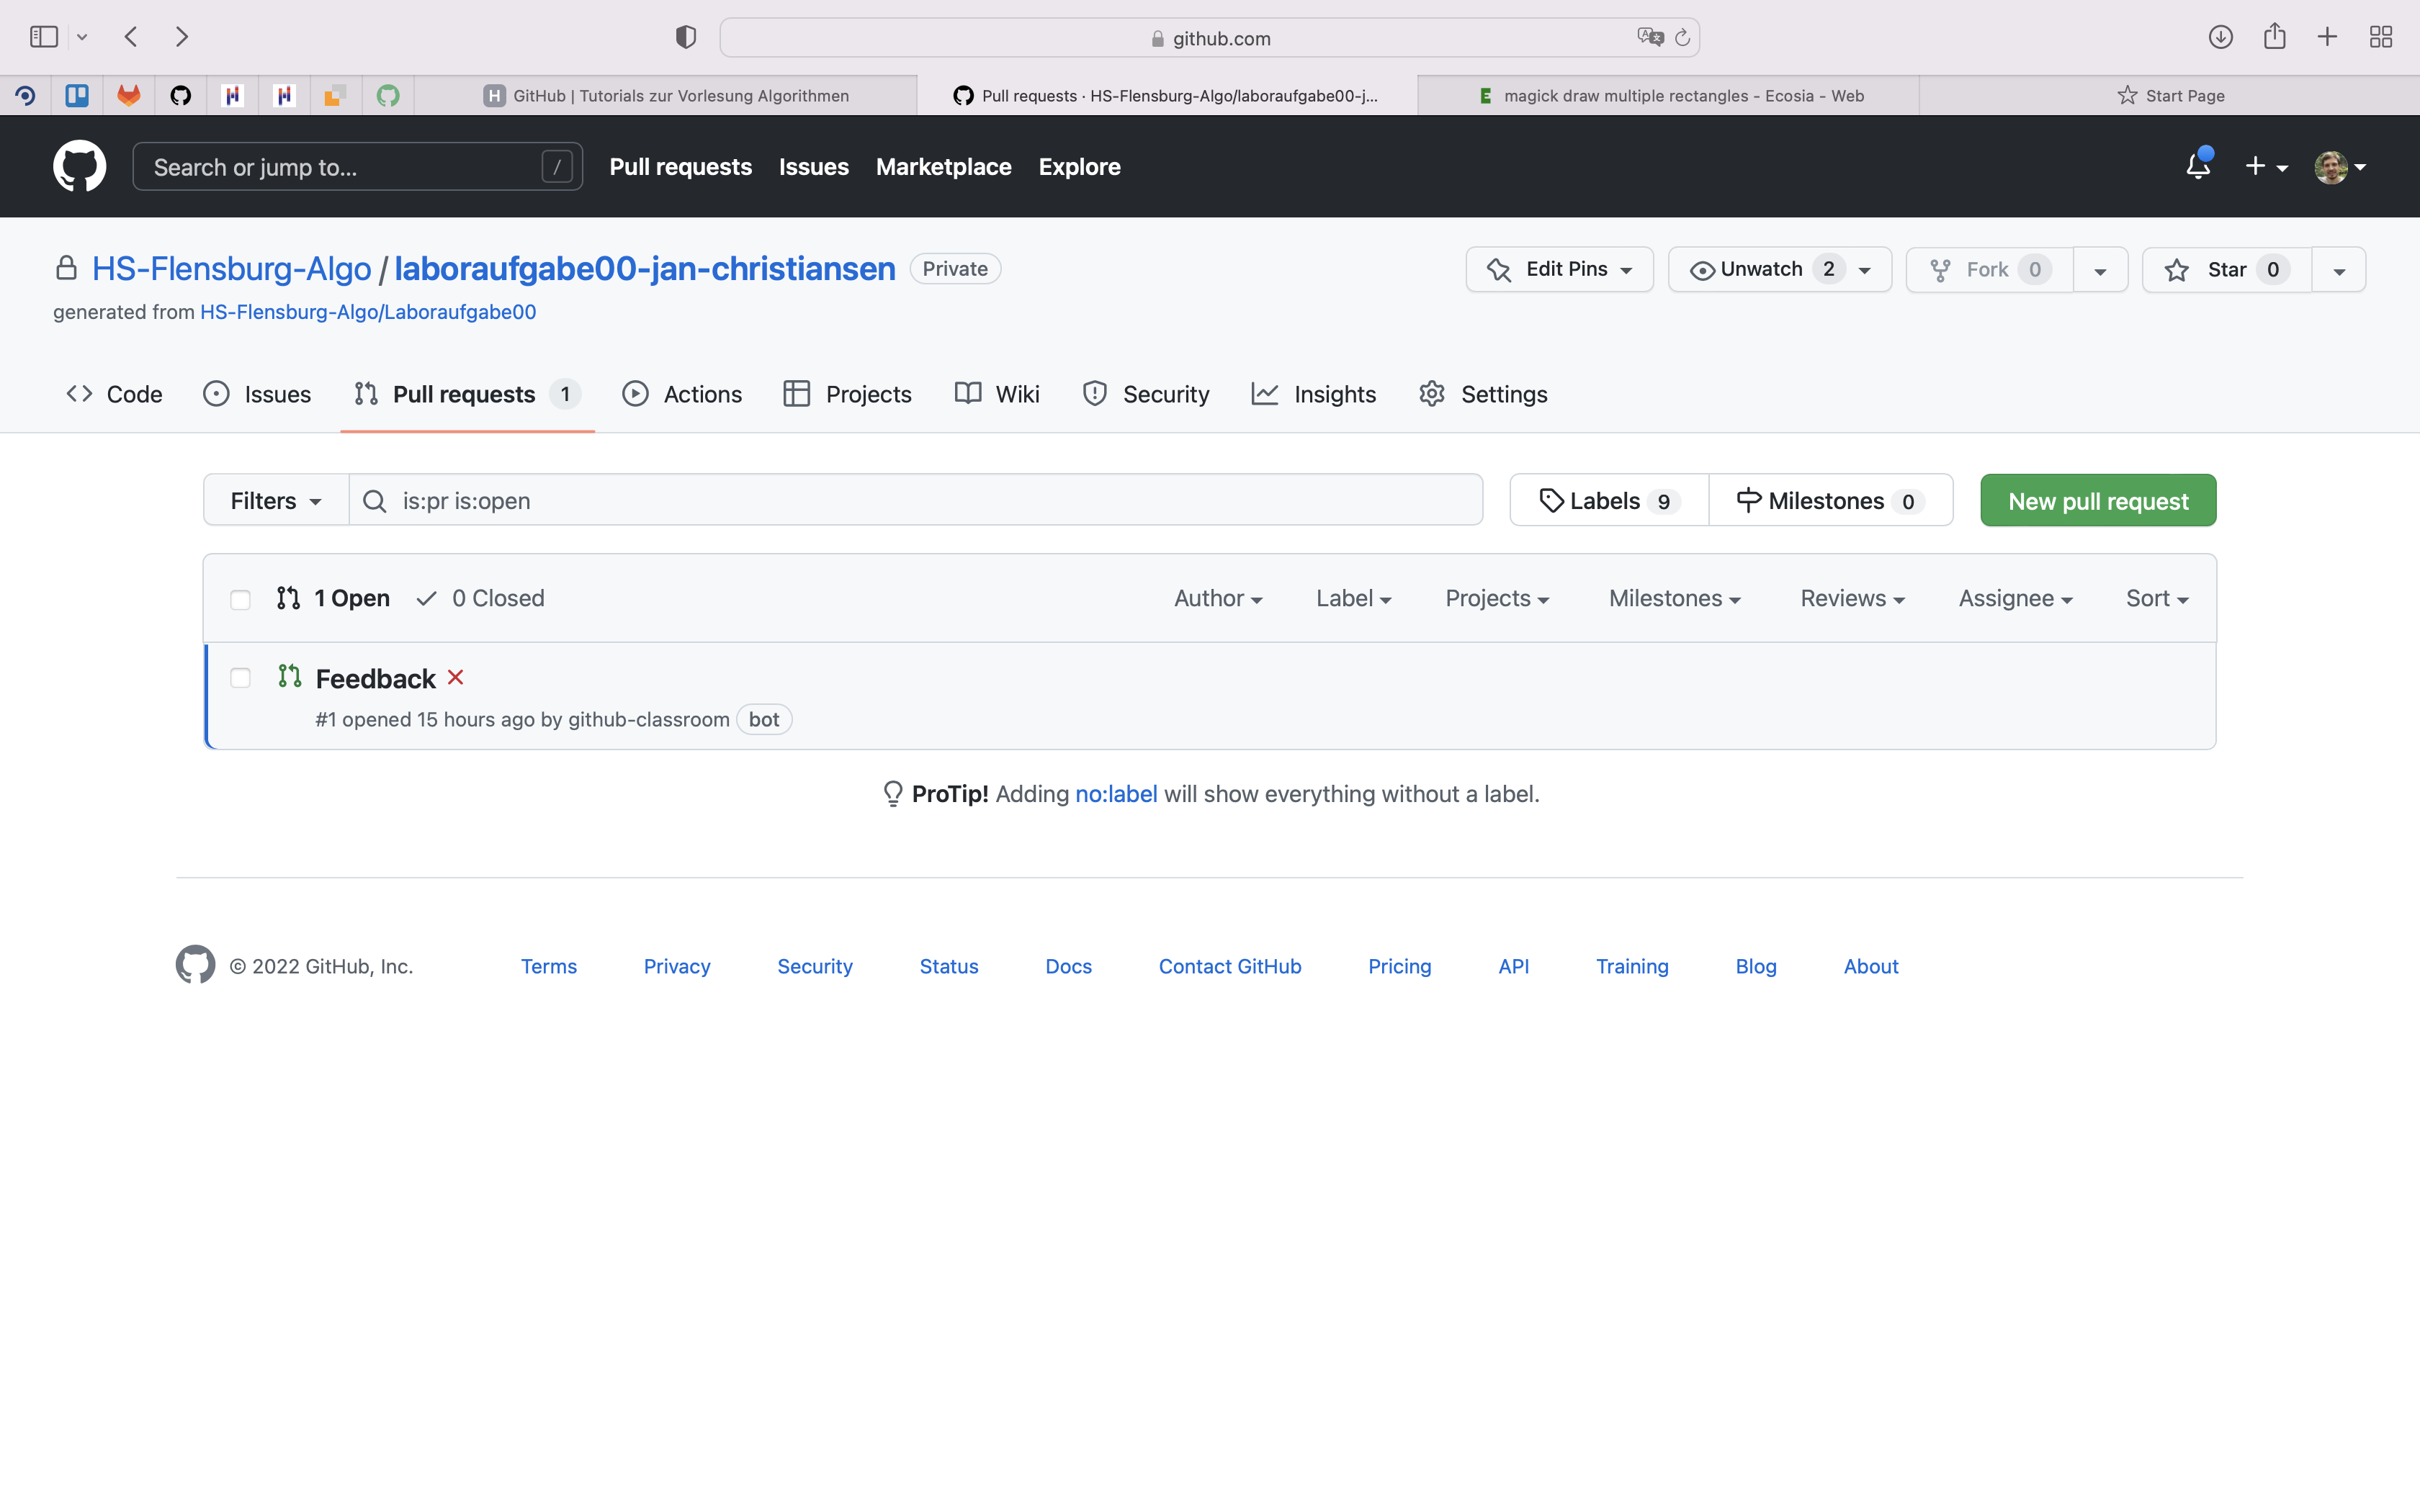 github.com
GitHub | Tutorials zur Vorlesung Algorithmen
Pull requests · HS-Flensburg-Algo/laboraufgabe00-j...
magick draw multiple rectangles - Ecosia - Web
Start Page
Search or jump to... /
Pull requests Issues Marketplace Explore
HS-Flensburg-Algo / laboraufgabe00-jan-christiansen Private
Edit Pins Unwatch 2 Fork 0 Star 0
generated from HS-Flensburg-Algo/Laboraufgabe00
Code Issues Pull requests 1 Actions Projects Wiki Security Insights Settings
Filters is:pr is:open Labels 9 Milestones 0 New pull request
1 Open 0 Closed Author Label Projects Milestones Reviews Assignee Sort
Feedback
#1 opened 15 hours ago by github-classroom bot
ProTip! Adding no:label will show everything without a label.
© 2022 GitHub, Inc. Terms Privacy Security Status Docs Contact GitHub Pricing API Training Blog About